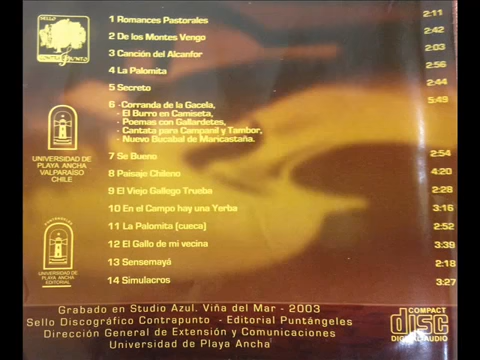 SELLO
CONTRAPUNTO
1 Romances Pastorales 2:11
2 De los Montes Vengo 2:42
3 Canción del Alcanfor 2:03
4 La Palomita 2:56
5 Secreto 2:44
6 -Corranda de la Gacela, 5:49
- El Burro en Camiseta,
- Poemas con Gallardetes,
- Cantata para Campanil y Tambor,
- Nuevo Bucabal de Maricastaña.
UNIVERSIDAD DE
PLAYA ANCHA
VALPARAÍSO
CHILE
7 Se Bueno 2:54
8 Paisaje Chileno 4:20
9 El Viejo Gallego Trueba 2:28
10 En el Campo hay una Yerba 3:16
11 La Palomita (cueca) 2:52
12 El Gallo de mi vecina 3:39
13 Sensemayá 2:18
14 Simulacros 3:27
UNIVERSIDAD
DE PLAYA ANCHA
EDITORIAL
Grabado en Studio Azul. Viña del Mar - 2003
Sello Discográfico Contrapunto - Editorial Puntángeles
Dirección General de Extensión y Comunicaciones
Universidad de Playa Ancha
COMPACT
disc
DIGITAL AUDIO